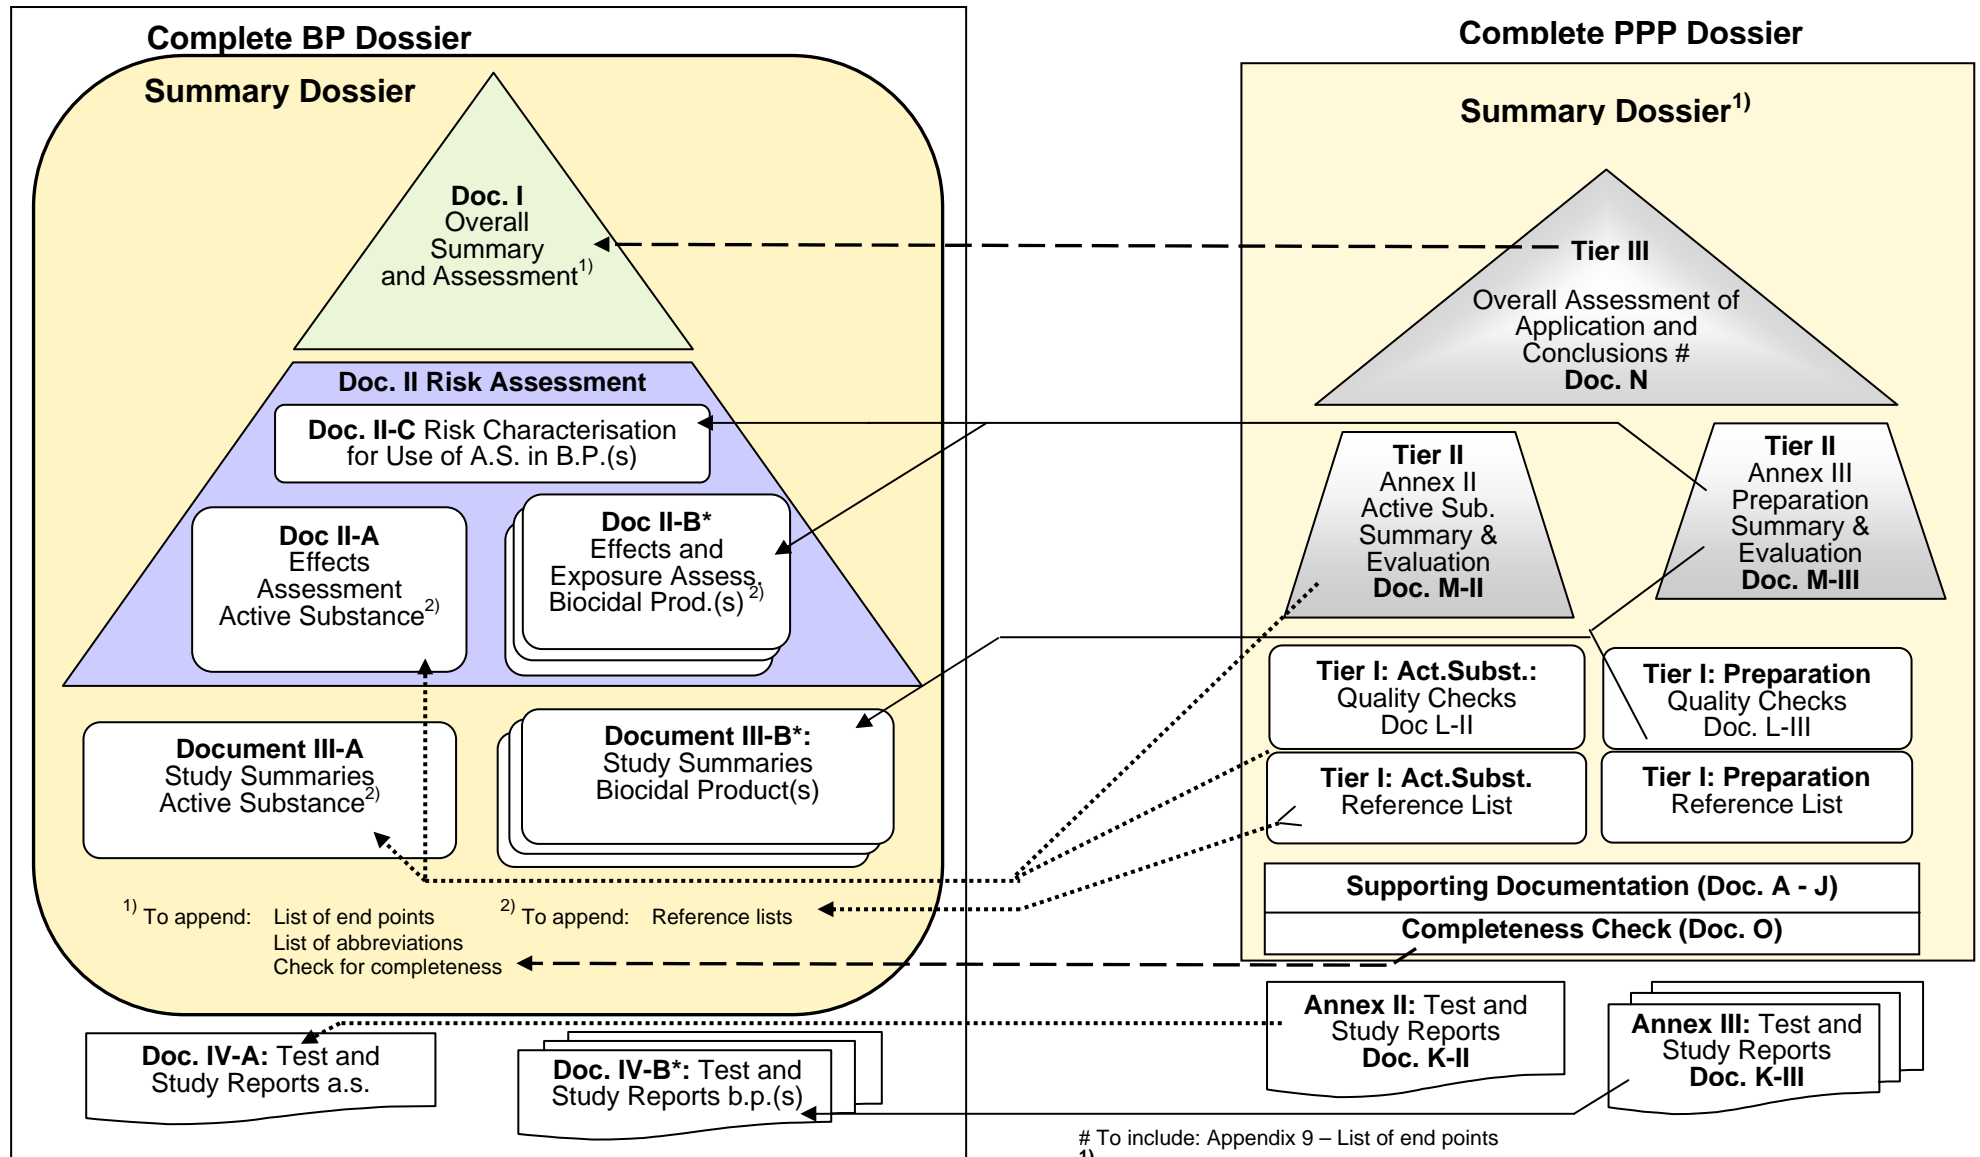 Complete BP Dossier
Summary Dossier
Doc. I
Overall
Summary
and Assessment1)
Doc. II Risk Assessment
Doc. II-C Risk Characterisation
for Use of A.S. in B.P.(s)
Doc II-A
Effects
Assessment
Active Substance2)
Doc II-B*
Effects and
Exposure Assess.
Biocidal Prod.(s) 2)
Document III-A
Study Summaries
Active Substance2)
Document III-B*:
Study Summaries
Biocidal Product(s)
1) To append: List of end points
List of abbreviations
Check for completeness
2) To append: Reference lists
Doc. IV-A: Test and
Study Reports a.s.
Doc. IV-B*: Test and
Study Reports b.p.(s)
Complete PPP Dossier
Summary Dossier1)
Tier III
Overall Assessment of
Application and
Conclusions #
Doc. N
Tier II
Annex II
Active Sub.
Summary &
Evaluation
Doc. M-II
Tier II
Annex III
Preparation
Summary &
Evaluation
Doc. M-III
Tier I: Act.Subst.:
Quality Checks
Doc L-II
Tier I: Preparation
Quality Checks
Doc. L-III
Tier I: Act.Subst.
Reference List
Tier I: Preparation
Reference List
Supporting Documentation (Doc. A - J)
Completeness Check (Doc. O)
Annex II: Test and
Study Reports
Doc. K-II
Annex III: Test and
Study Reports
Doc. K-III
# To include: Appendix 9 – List of end points
1)